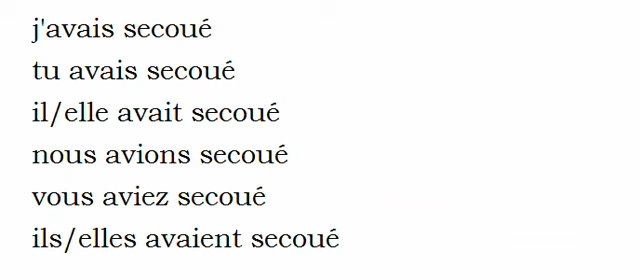 j'avais secoué
tu avais secoué
il/elle avait secoué
nous avions secoué
vous aviez secoué
ils/elles avaient secoué